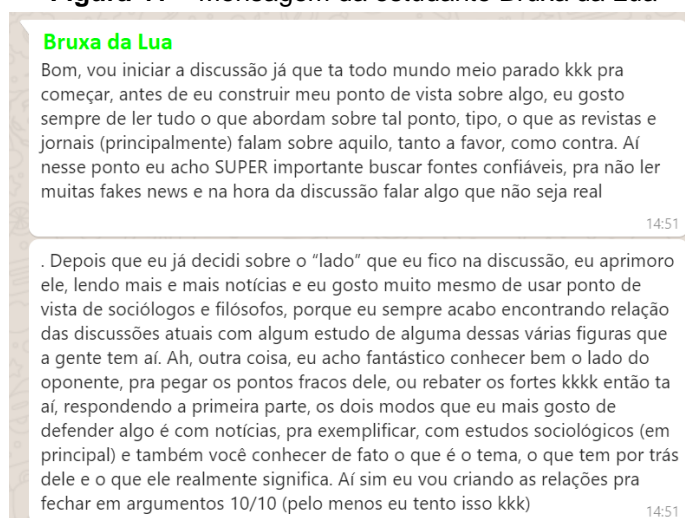 Bruxa da Lua
Bom, vou iniciar a discussão já que ta todo mundo meio parado kkk pra
começar, antes de eu construir meu ponto de vista sobre algo, eu gosto
sempre de ler tudo o que abordam sobre tal ponto, tipo, o que as revistas e
jornais (principalmente) falam sobre aquilo, tanto a favor, como contra. Aí
nesse ponto eu acho SUPER importante buscar fontes confiáveis, pra não ler
muitas fakes news e na hora da discussão falar algo que não seja real
14:51
. Depois que eu já decidi sobre o “lado” que eu fico na discussão, eu aprimoro
ele, lendo mais e mais notícias e eu gosto muito mesmo de usar ponto de
vista de sociólogos e filósofos, porque eu sempre acabo encontrando relação
das discussões atuais com algum estudo de alguma dessas várias figuras que
a gente tem aí. Ah, outra coisa, eu acho fantástico conhecer bem o lado do
oponente, pra pegar os pontos fracos dele, ou rebater os fortes kkkk então ta
aí, respondendo a primeira parte, os dois modos que eu mais gosto de
defender algo é com notícias, pra exemplificar, com estudos sociológicos (em
principal) e também você conhecer de fato o que é o tema, o que tem por trás
dele e o que ele realmente significa. Aí sim eu vou criando as relações pra
fechar em argumentos 10/10 (pelo menos eu tento isso kkk)
14:51